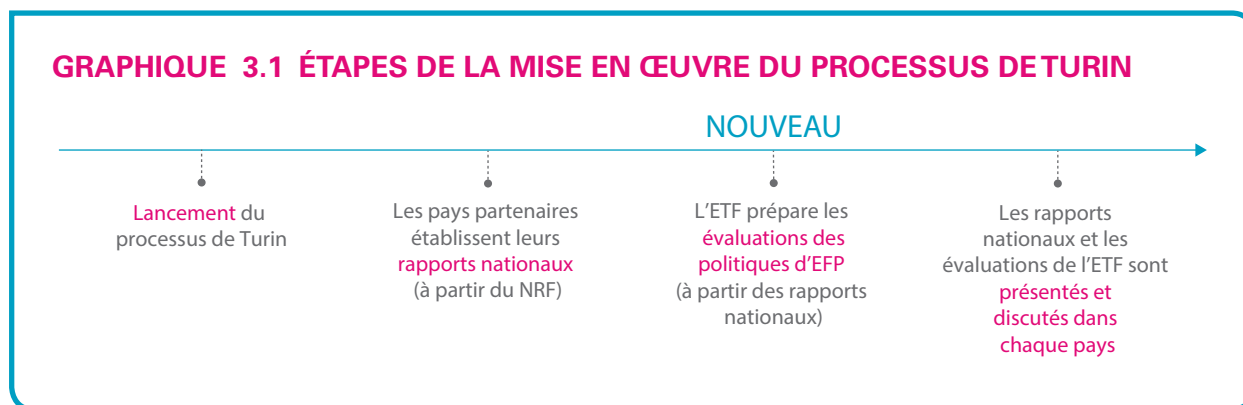 GRAPHIQUE 3.1 ÉTAPES DE LA MISE EN ŒUVRE DU PROCESSUS DE TURIN
NOUVEAU
Lancement du
processus de Turin
Les pays partenaires
établissent leurs
rapports nationaux
(à partir du NRF)
L'ETF prépare les
évaluations des
politiques d'EFP
(à partir des rapports
nationaux)
Les rapports
nationaux et les
évaluations de l'ETF sont
présentés et
discutés dans
chaque pays